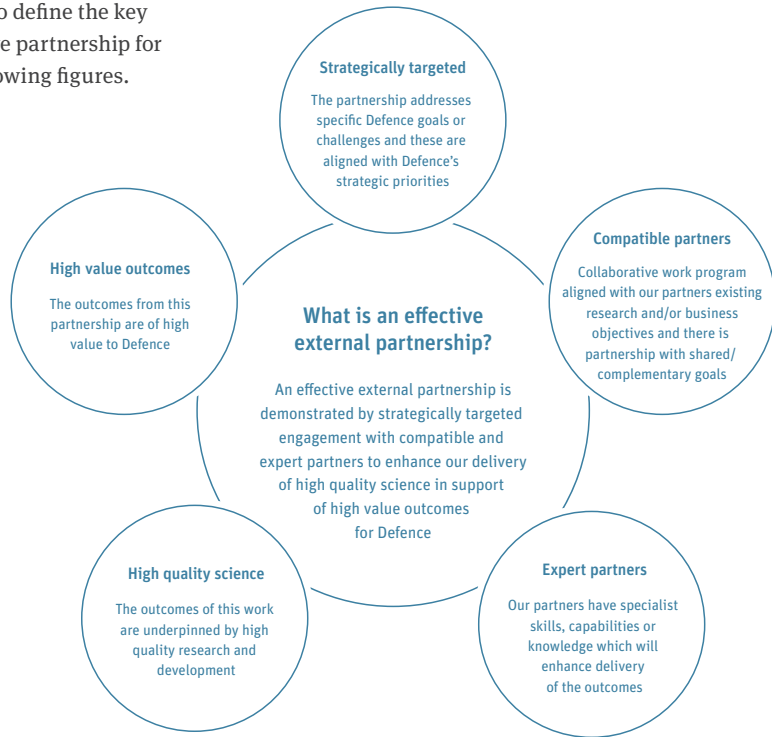 o define the key
e partnership for
owing figures.
Strategically targeted
The partnership addresses
specific Defence goals or
challenges and these are
aligned with Defence's
strategic priorities
Compatible partners
Collaborative work program
aligned with our partners existing
research and/or business
objectives and there is
partnership with shared/
complementary goals
Expert partners
Our partners have specialist
skills, capabilities or
knowledge which will
enhance delivery
of the outcomes
High quality science
The outcomes of this work
are underpinned by high
quality research and
development
High value outcomes
The outcomes from this
partnership are of high
value to Defence
What is an effective
external partnership?
An effective external partnership is
demonstrated by strategically targeted
engagement with compatible and
expert partners to enhance our delivery
of high quality science in support
of high value outcomes
for Defence